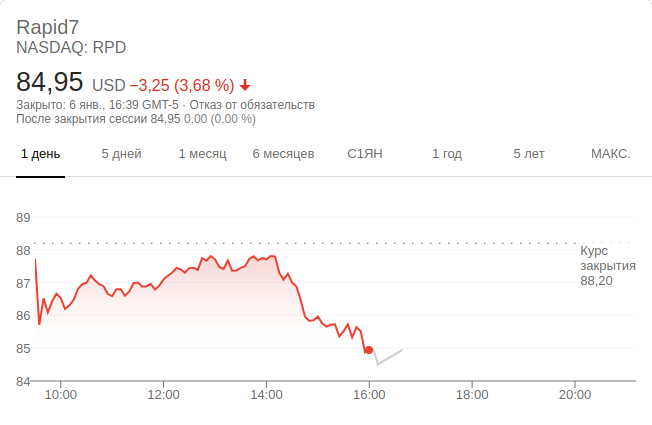 Rapid7
NASDAQ: RPD
84,95 USD −3,25 (3,68 %)
Закрыто: 6 янв., 16:39 GMT-5 · Отказ от обязательств
После закрытия сессии 84,95 0,00 (0,00 %)
1 день 5 дней 1 месяц 6 месяцев С1ЯН 1 год 5 лет МАКС.
89
88
87
86
85
84
Курс
закрытия
88,20
10:00 12:00 14:00 16:00 18:00 20:00